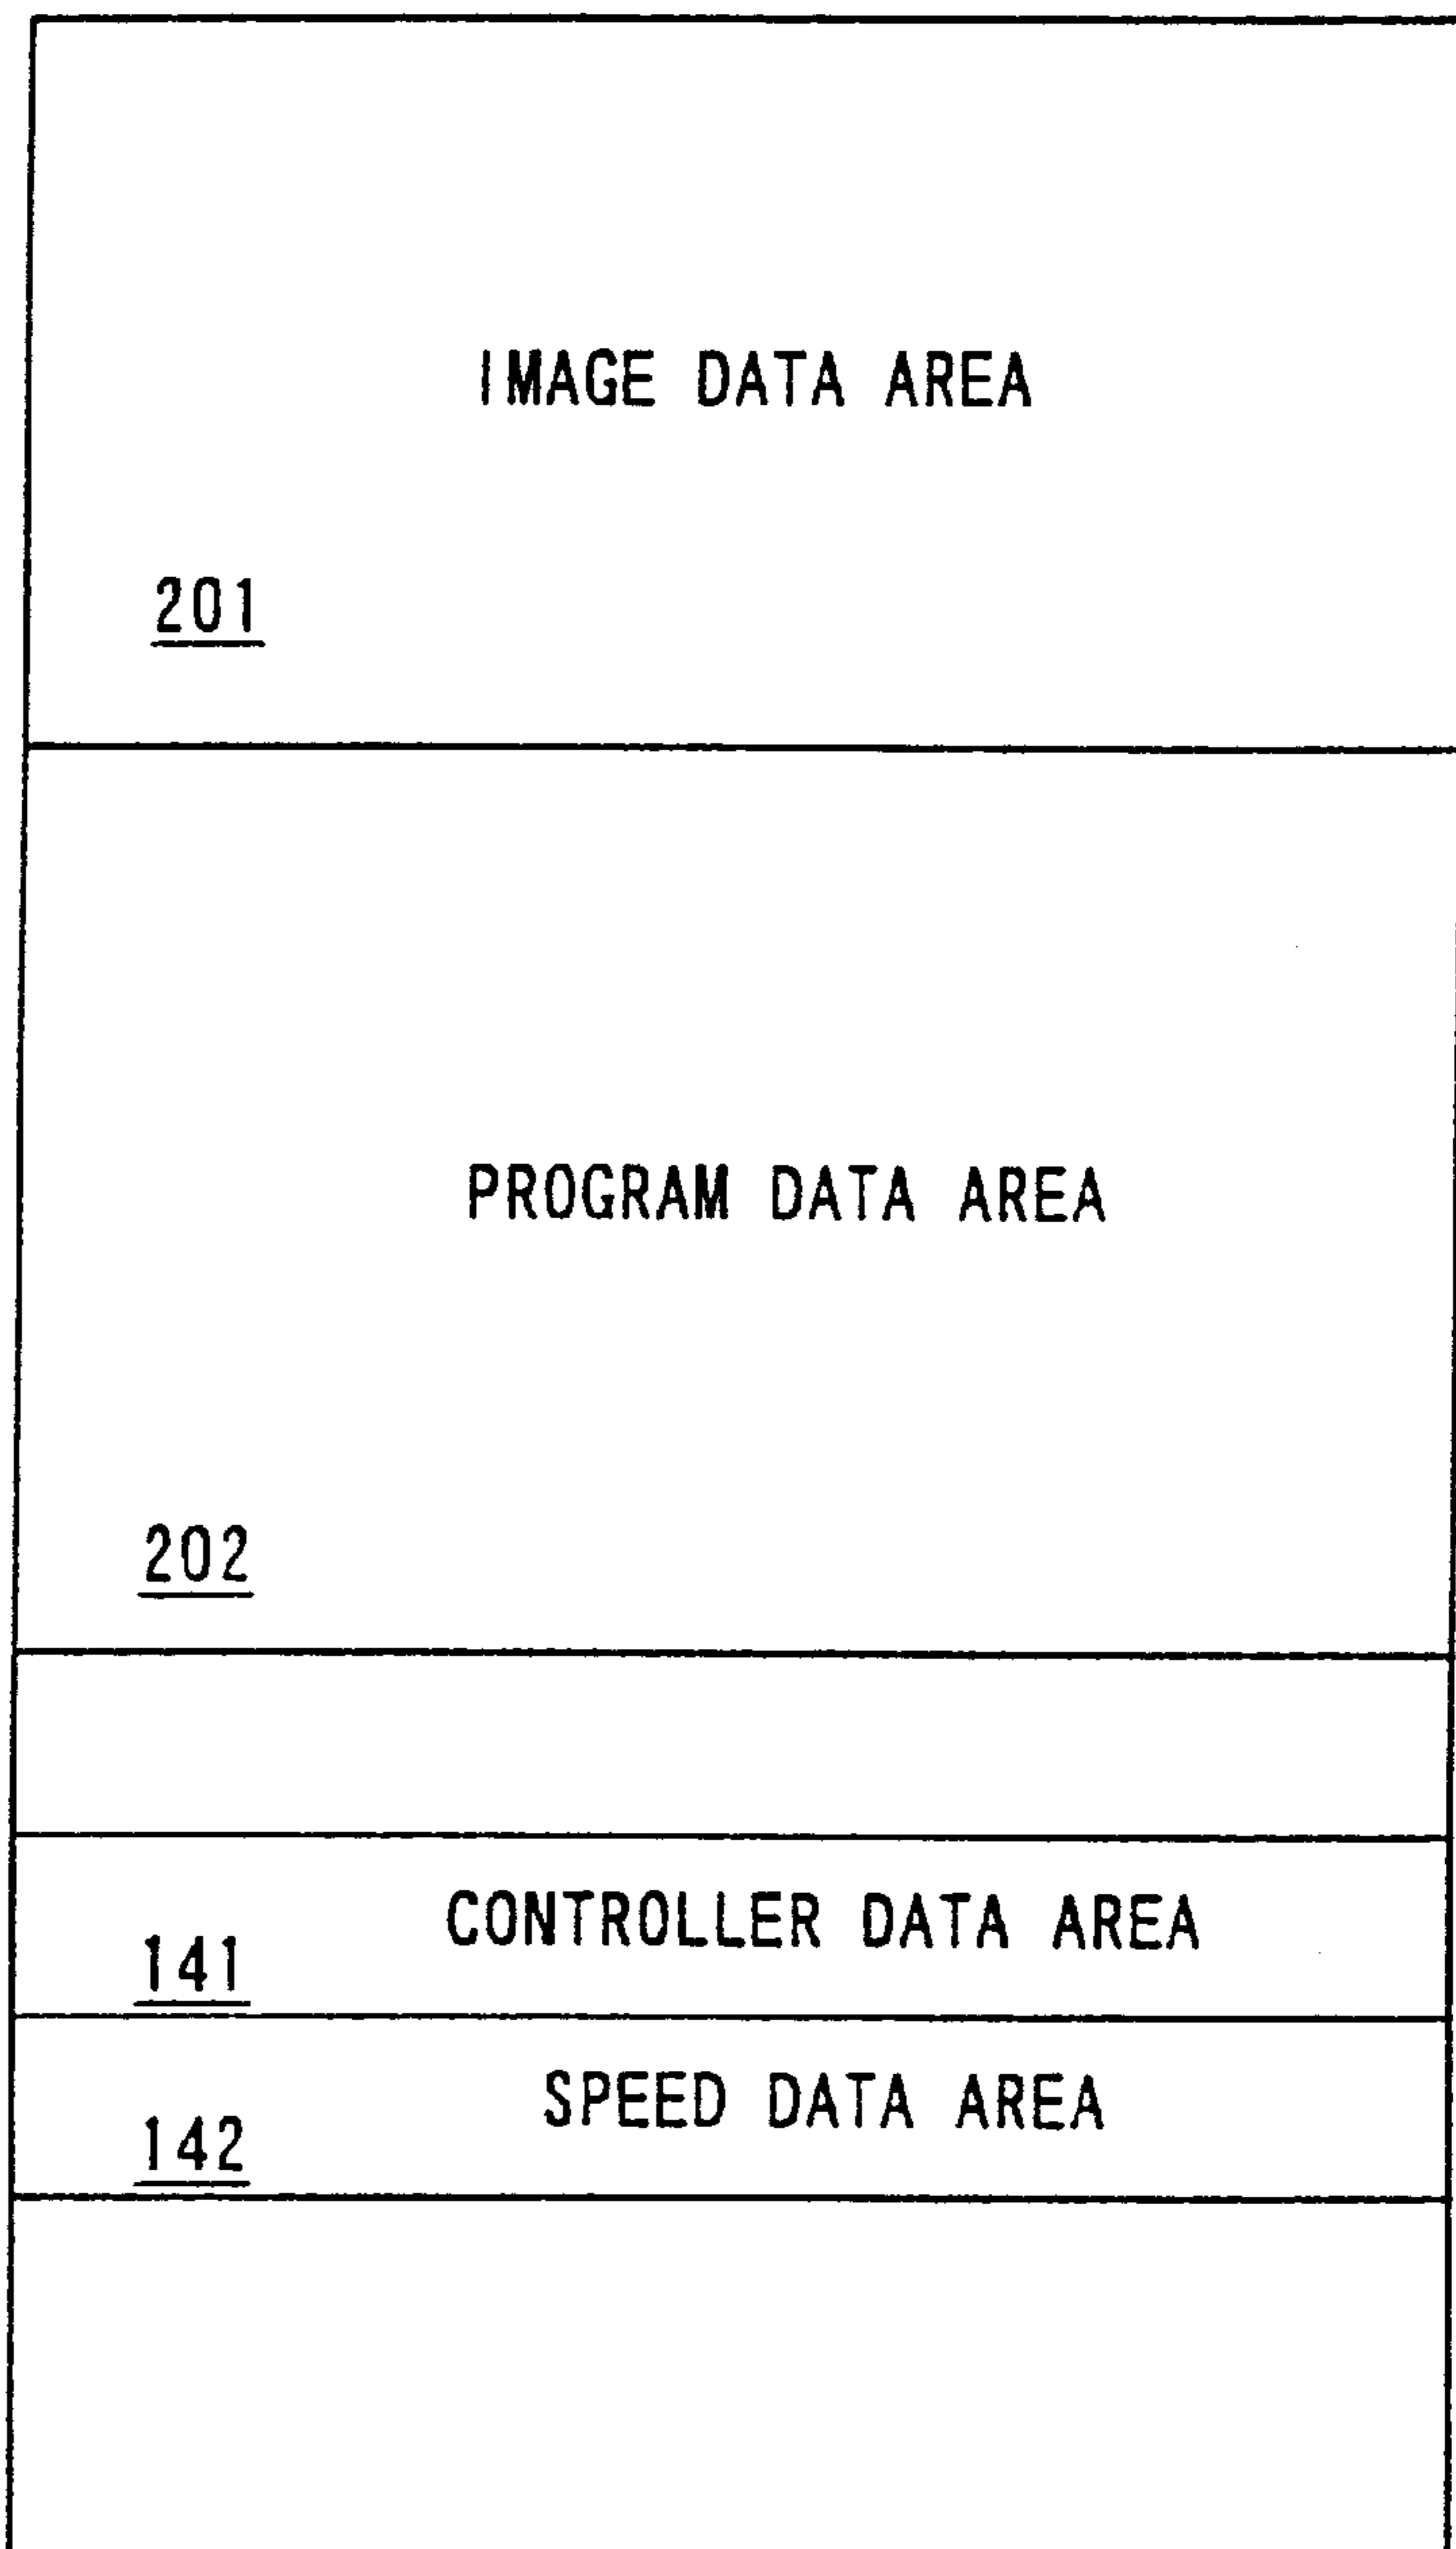 IMAGE DATA AREA
201
PROGRAM DATA AREA
202
CONTROLLER DATA AREA
141
SPEED DATA AREA
142